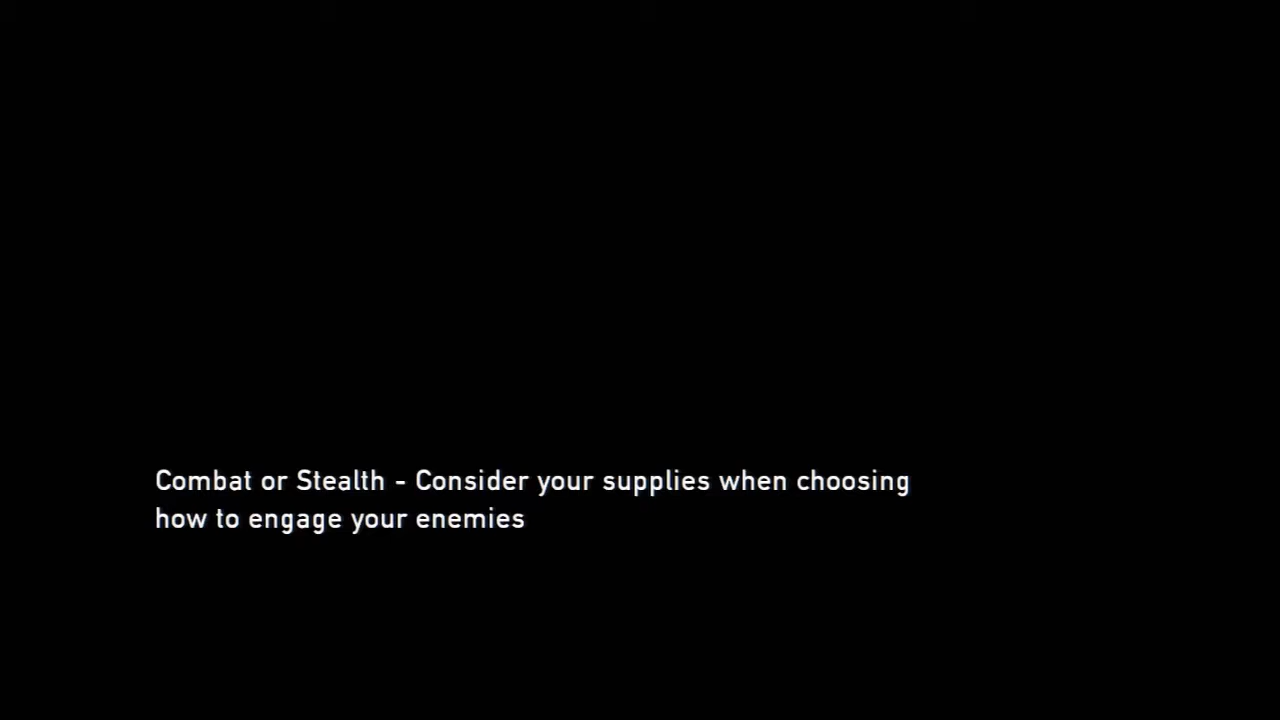 Combat or Stealth - Consider your supplies when choosing
how to engage your enemies